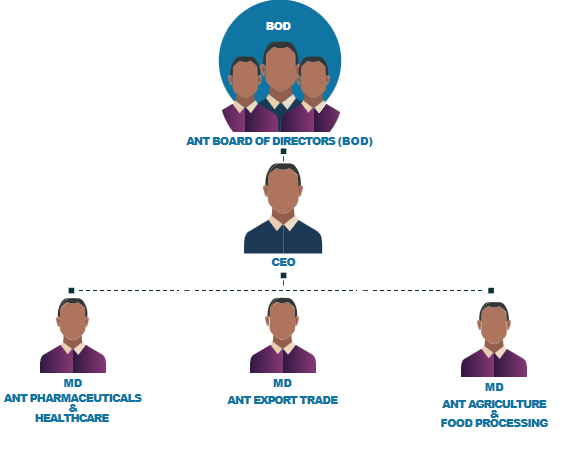 BOD
ANT BOARD OF DIRECTORS (BOD)
CEO
MD
ANT PHARMACEUTICALS
&
HEALTHCARE
MD
ANT EXPORT TRADE
MD
ANT AGRICULTURE
&
FOOD PROCESSING